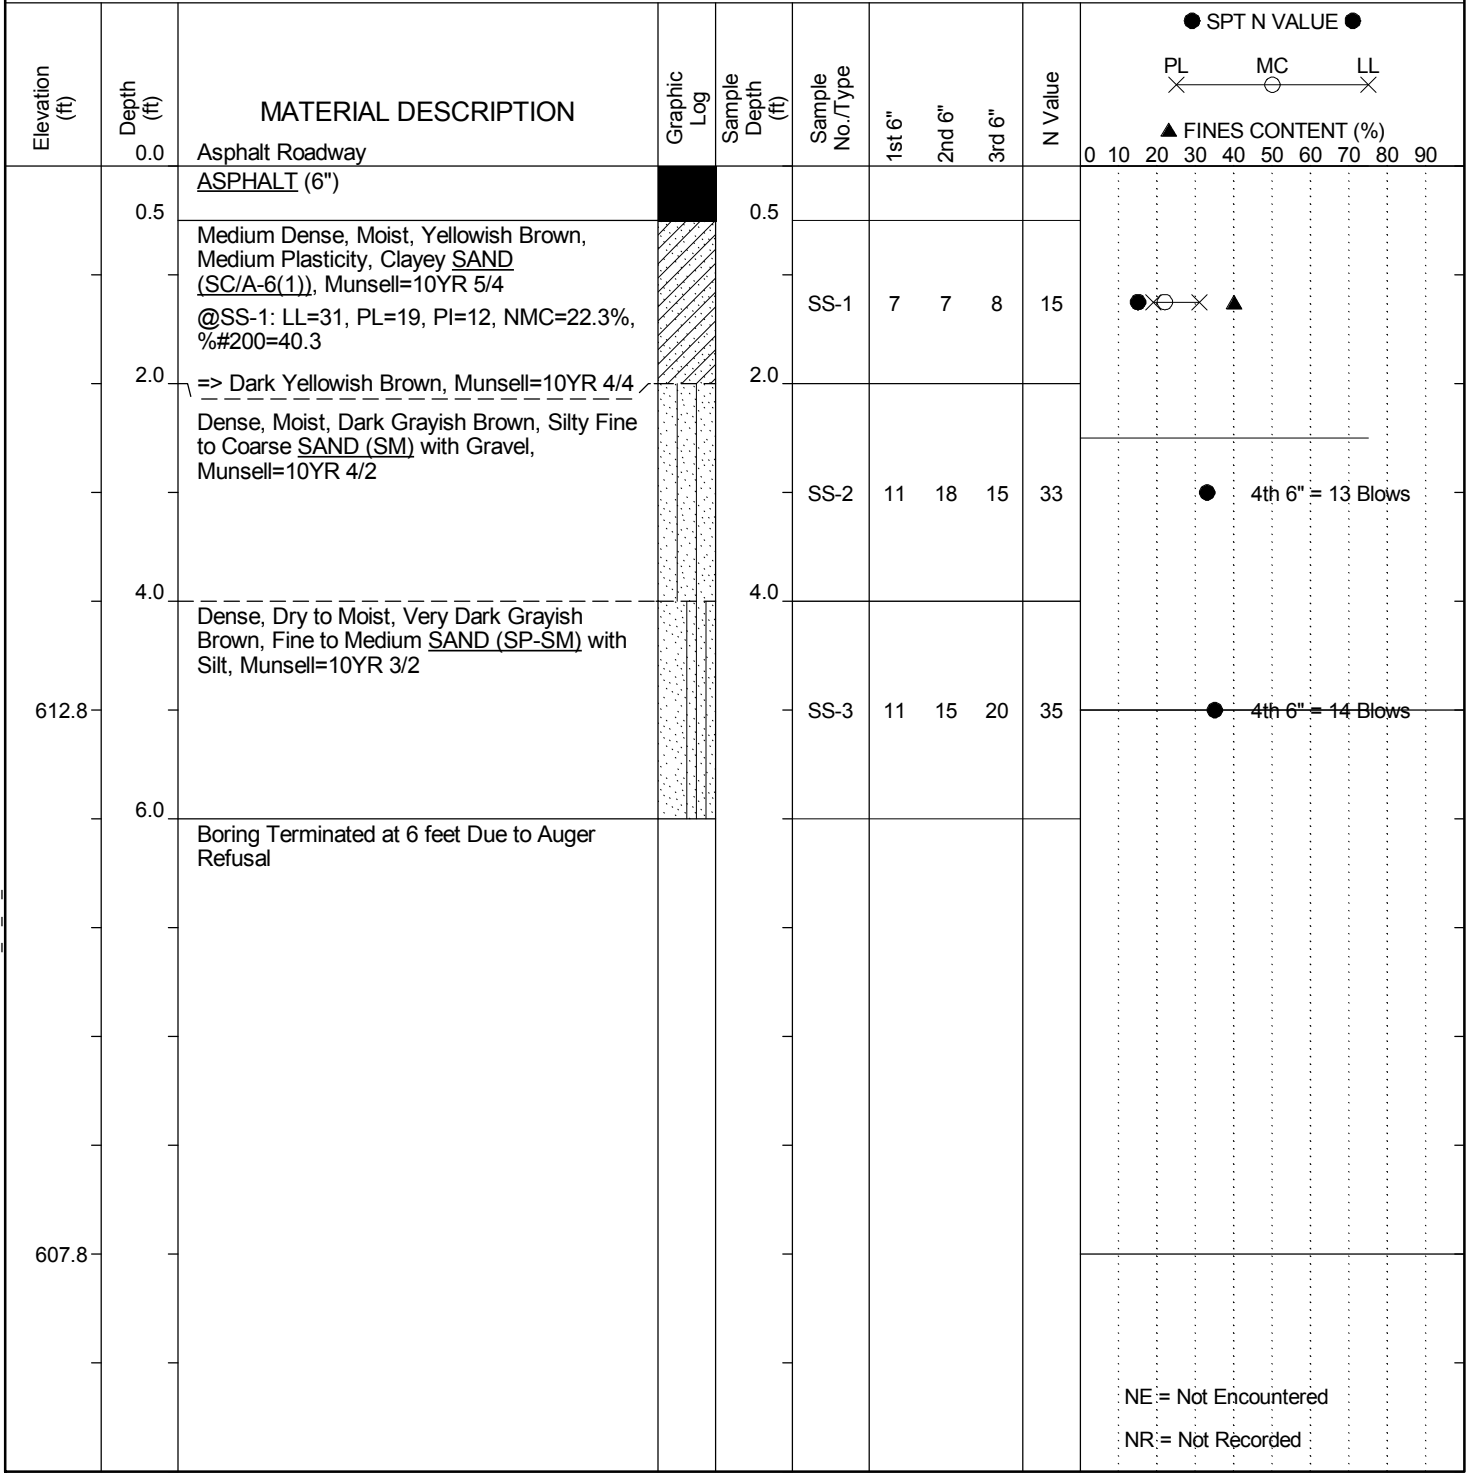 ● SPT N VALUE ●
PL MC LL
▲ FINES CONTENT (%)
0 10 20 30 40 50 60 70 80 90
Elevation (ft)
Depth (ft)
MATERIAL DESCRIPTION
Graphic Log
Sample Depth (ft)
Sample No./Type
1st 6"
2nd 6"
3rd 6"
N Value
0.0 Asphalt Roadway
ASPHALT (6")
0.5 0.5
Medium Dense, Moist, Yellowish Brown,
Medium Plasticity, Clayey SAND
(SC/A-6(1)), Munsell=10YR 5/4
@SS-1: LL=31, PL=19, PI=12, NMC=22.3%,
%#200=40.3
SS-1 7 7 8 15
2.0 => Dark Yellowish Brown, Munsell=10YR 4/4 2.0
Dense, Moist, Dark Grayish Brown, Silty Fine
to Coarse SAND (SM) with Gravel,
Munsell=10YR 4/2
SS-2 11 18 15 33 4th 6" = 13 Blows
4.0 4.0
Dense, Dry to Moist, Very Dark Grayish
Brown, Fine to Medium SAND (SP-SM) with
Silt, Munsell=10YR 3/2
612.8 SS-3 11 15 20 35 4th 6" = 14 Blows
6.0
Boring Terminated at 6 feet Due to Auger
Refusal
607.8
NE = Not Encountered
NR = Not Recorded